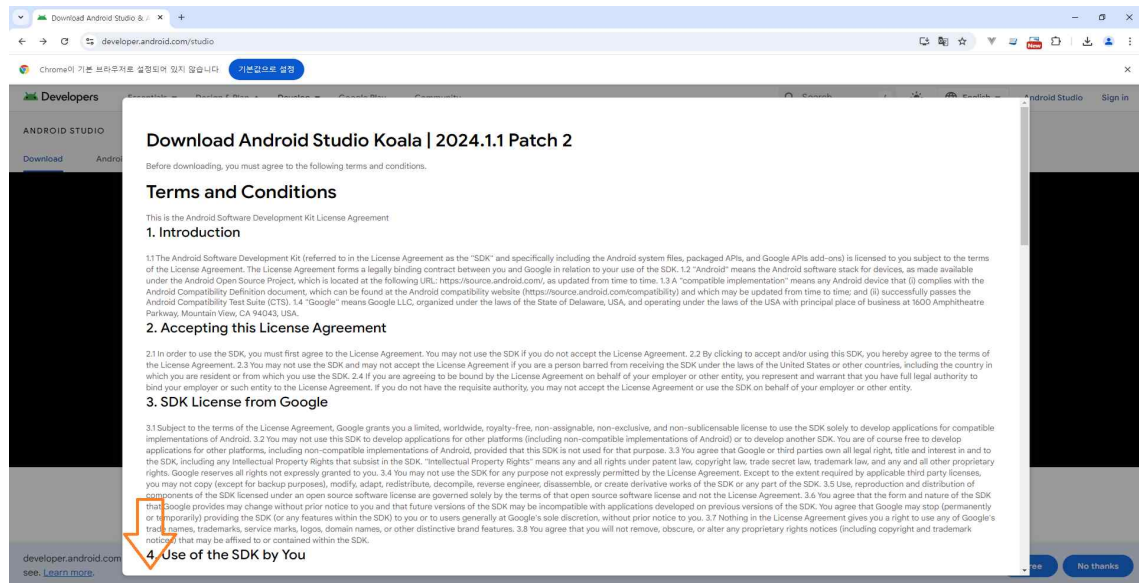 Download Android Studio & A
developer.android.com/studio
New
Chrome이 기본 브라우저로 설정되어 있지 않습니다 기본값으로 설정
Developers Essentials Design & Plan Develop Google Play Community Search / English Android Studio Sign in
ANDROID STUDIO
Download Androi
Download Android Studio Koala | 2024.1.1 Patch 2
Before downloading, you must agree to the following terms and conditions.
Terms and Conditions
This is the Android Software Development Kit License Agreement
1. Introduction
1.1 The Android Software Development Kit (referred to in the License Agreement as the "SDK" and specifically including the Android system files, packaged APIs, and Google APIs add-ons) is licensed to you subject to the terms
of the License Agreement. The License Agreement forms a legally binding contract between you and Google in relation to your use of the SDK. 1.2 "Android" means the Android software stack for devices, as made available
under the Android Open Source Project, which is located at the following URL: https://source.android.com/, as updated from time to time. 1.3 A "compatible implementation" means any Android device that (i) complies with the
Android Compatibility Definition document, which can be found at the Android compatibility website (https://source.android.com/compatibility) and which may be updated from time to time; and (ii) successfully passes the
Android Compatibility Test Suite (CTS). 1.4 "Google" means Google LLC, organized under the laws of the State of Delaware, USA, and operating under the laws of the USA with principal place of business at 1600 Amphitheatre
Parkway, Mountain View, CA 94043, USA.
2. Accepting this License Agreement
2.1 In order to use the SDK, you must first agree to the License Agreement. You may not use the SDK if you do not accept the License Agreement. 2.2 By clicking to accept and/or using this SDK, you hereby agree to the terms of
the License Agreement. 2.3 You may not use the SDK and may not accept the License Agreement if you are a person barred from receiving the SDK under the laws of the United States or other countries, including the country in
which you are resident or from which you use the SDK. 2.4 If you are agreeing to be bound by the License Agreement on behalf of your employer or other entity, you represent and warrant that you have full legal authority to
bind your employer or such entity to the License Agreement. If you do not have the requisite authority, you may not accept the License Agreement or use the SDK on behalf of your employer or other entity.
3. SDK License from Google
3.1 Subject to the terms of the License Agreement, Google grants you a limited, worldwide, royalty-free, non-assignable, non-exclusive, and non-sublicensable license to use the SDK solely to develop applications for compatible
implementations of Android. 3.2 You may not use this SDK to develop applications for other platforms (including non-compatible implementations of Android) or to develop another SDK. You are of course free to develop
applications for other platforms, including non-compatible implementations of Android, provided that this SDK is not used for that purpose. 3.3 You agree that Google or third parties own all legal right, title and interest in and to
the SDK, including any Intellectual Property Rights that subsist in the SDK. "Intellectual Property Rights" means any and all rights under patent law, copyright law, trade secret law, trademark law, and any and all other proprietary
rights. Google reserves all rights not expressly granted to you. 3.4 You may not use the SDK for any purpose not expressly permitted by the License Agreement. Except to the extent required by applicable third party licenses,
you may not copy (except for backup purposes), modify, adapt, redistribute, decompile, reverse engineer, disassemble, or create derivative works of the SDK or any part of the SDK. 3.5 Use, reproduction and distribution of
components of the SDK licensed under an open source software license are governed solely by the terms of that open source software license and not the License Agreement. 3.6 You agree that the form and nature of the SDK
that Google provides may change without prior notice to you and that future versions of the SDK may be incompatible with applications developed on previous versions of the SDK. You agree that Google may stop (permanently
or temporarily) providing the SDK (or any features within the SDK) to you or to users generally at Google's sole discretion, without prior notice to you. 3.7 Nothing in the License Agreement gives you a right to use any of Google's
trade names, trademarks, service marks, logos, domain names, or other distinctive brand features. 3.8 You agree that you will not remove, obscure, or alter any proprietary rights notices (including copyright and trademark
notices) that may be affixed to or contained within the SDK.
4. Use of the SDK by You
developer.android.com
see. Learn more. ree No thanks